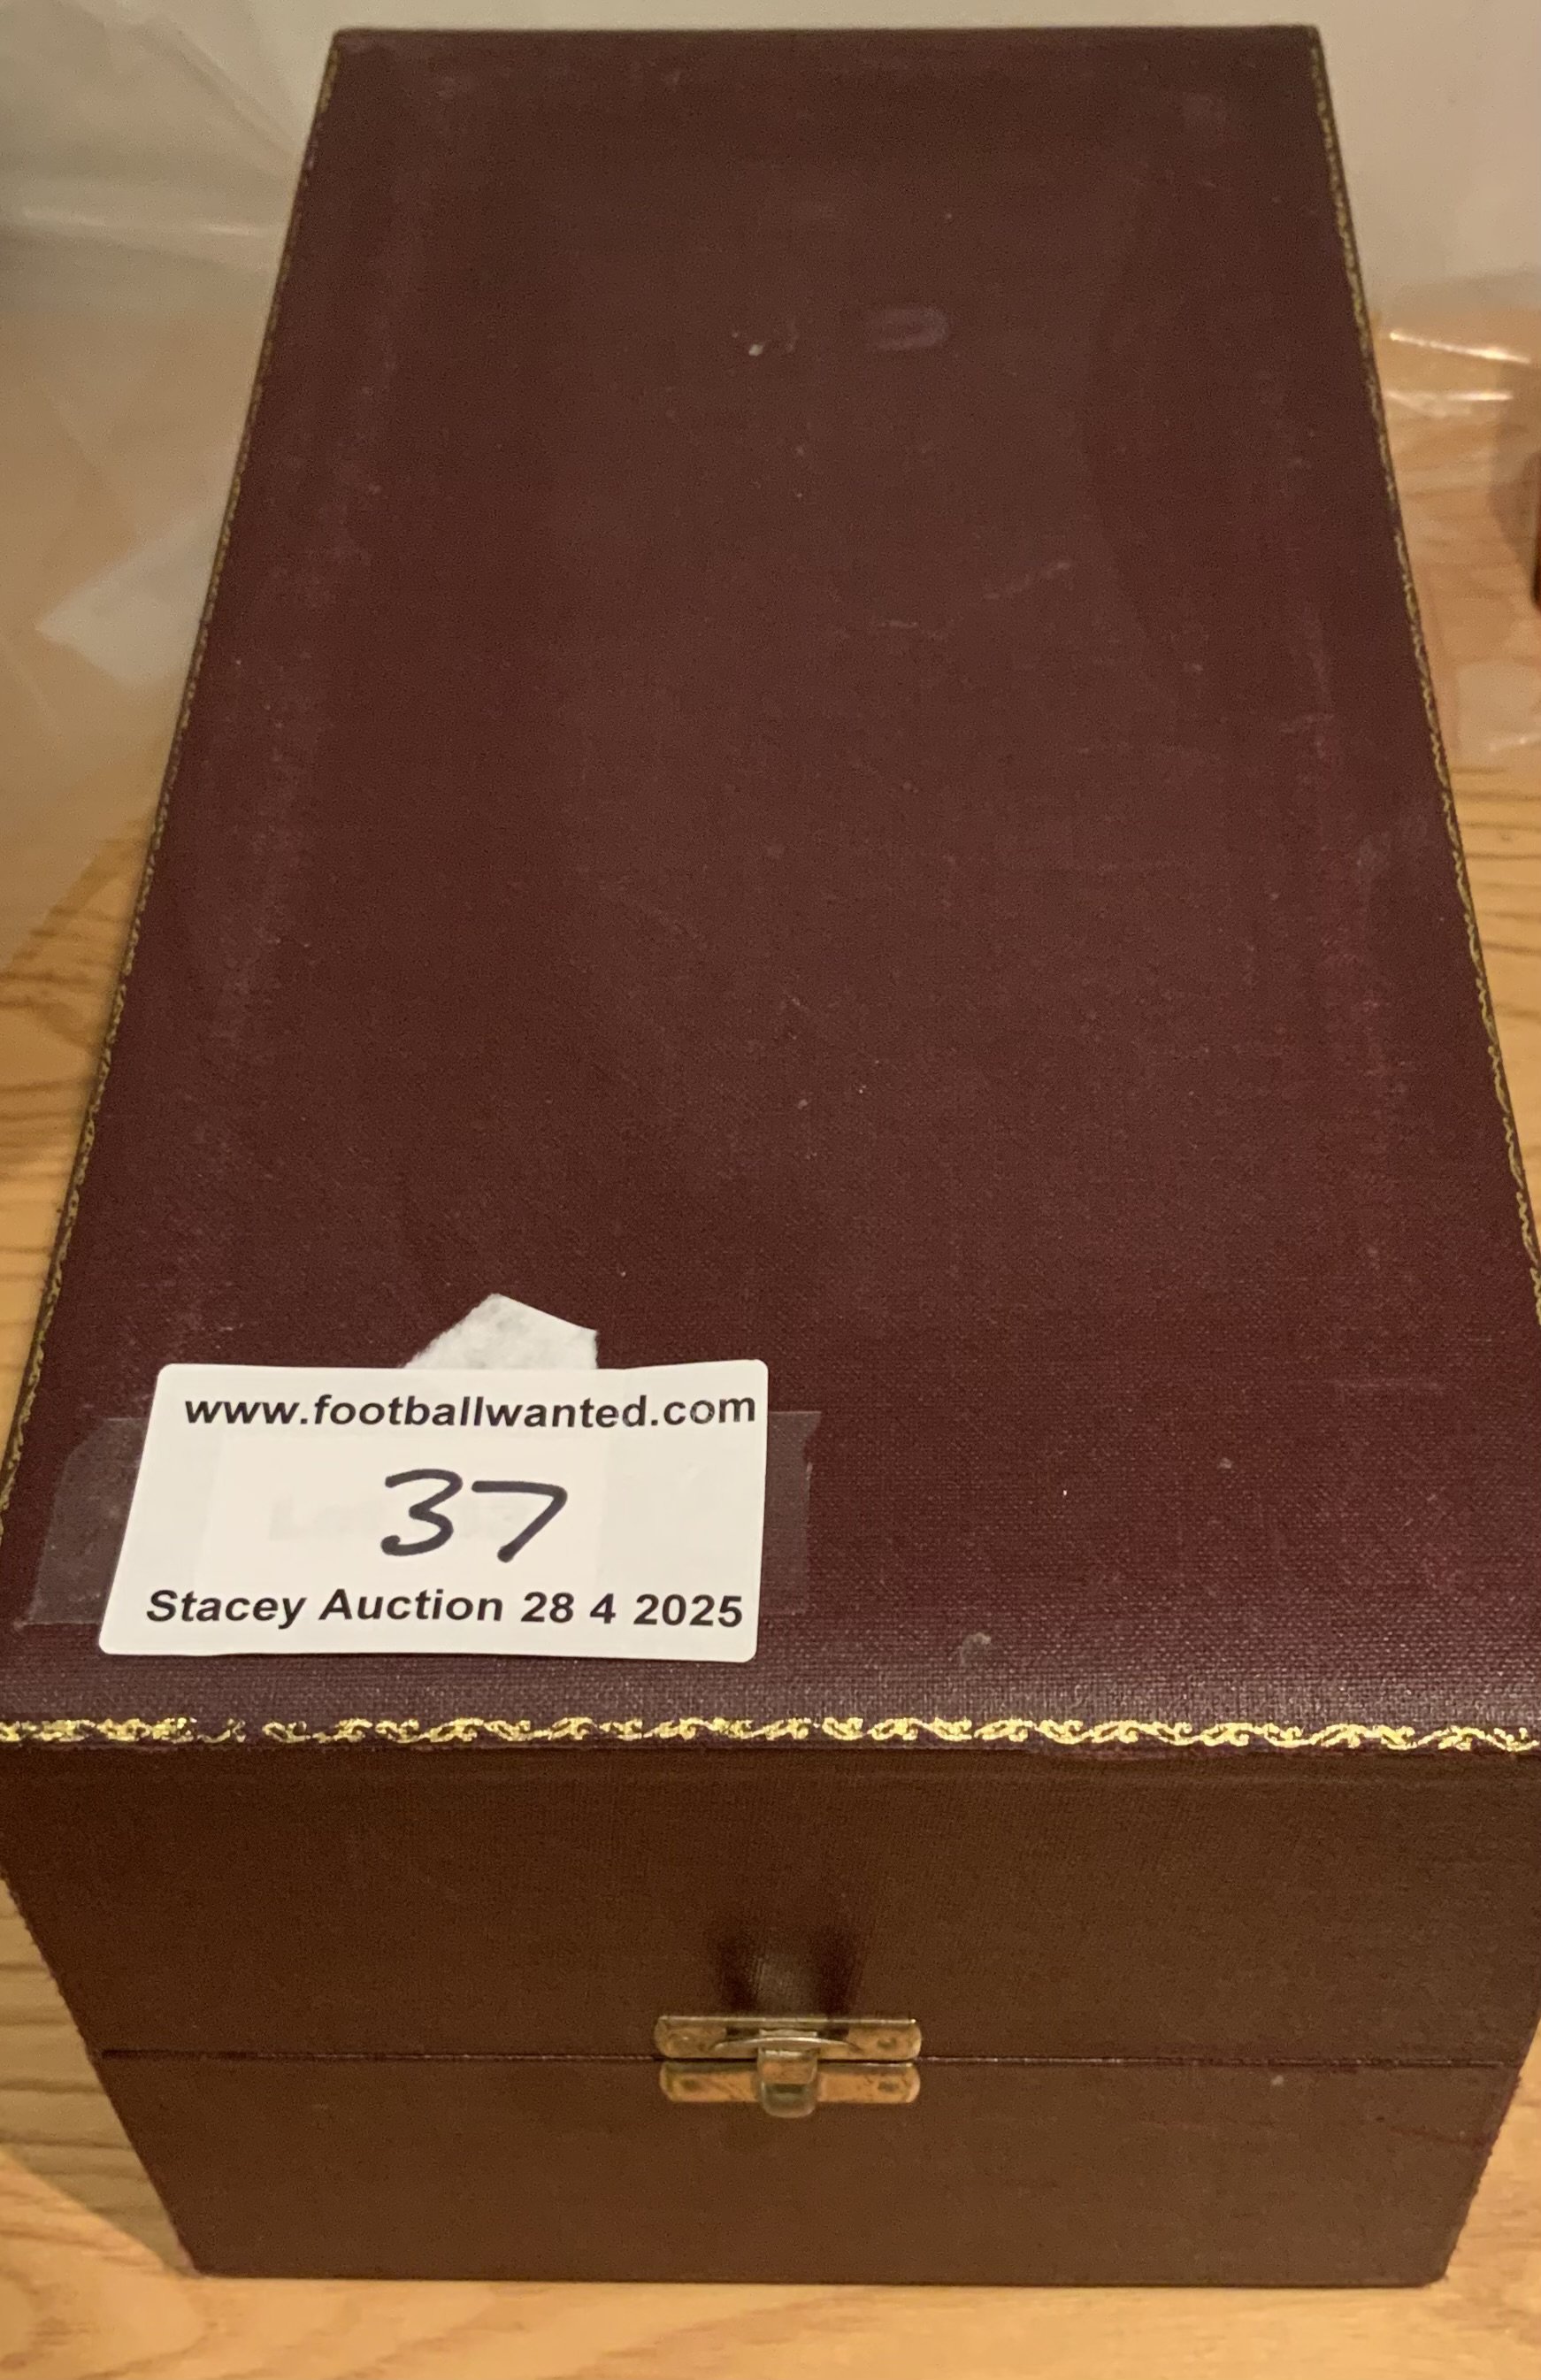 www.footballwanted.com
37
Stacey Auction 28 4 2025